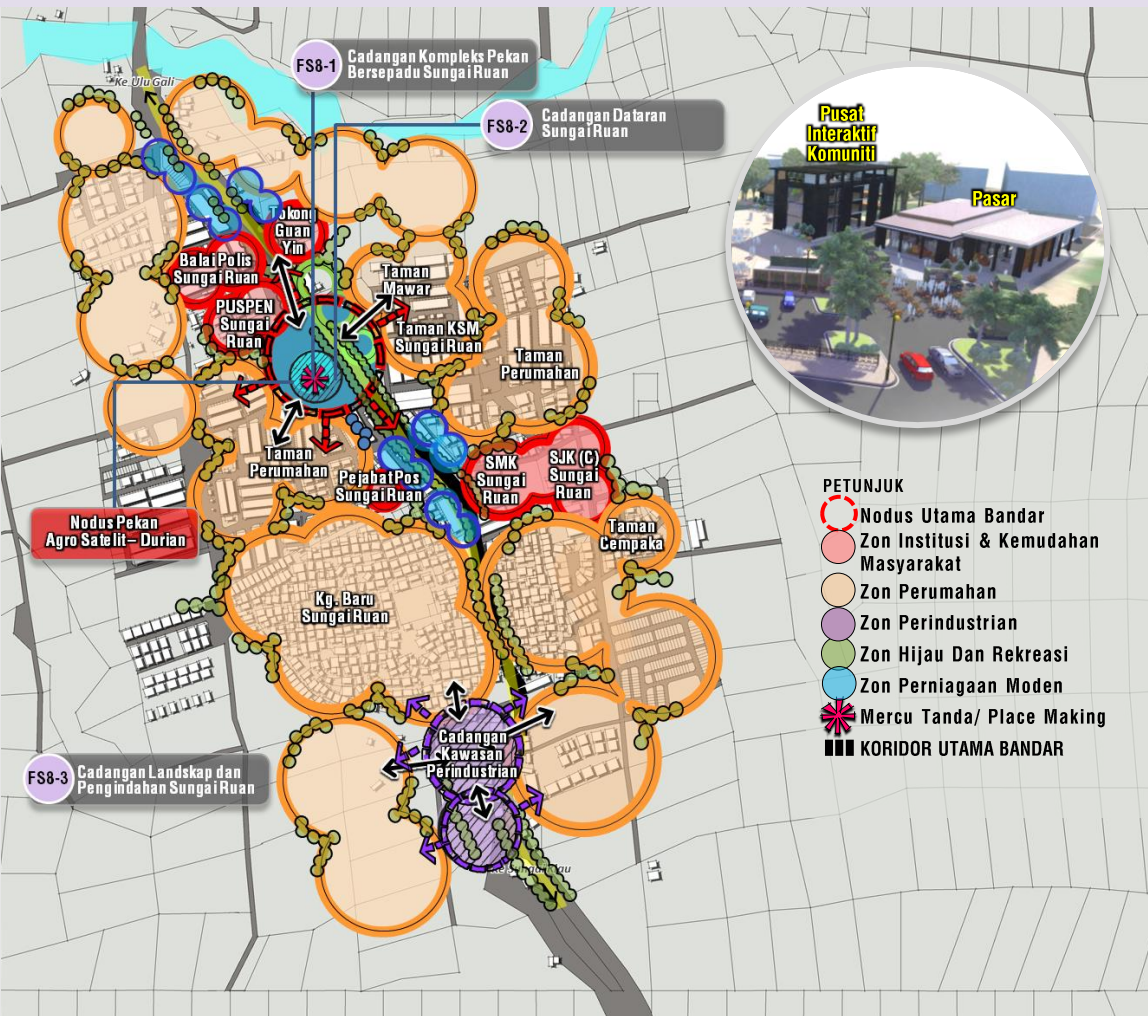 Ke Ulu Gali
FS8-1
Cadangan Kompleks Pekan
Bersepadu Sungai Ruan
FS8-2
Cadangan Dataran
Sungai Ruan
Pusat
Interaktif
Komuniti
Pasar
Tokong
Guan
Yin
Balai Polis
Sungai Ruan
Taman
Mawar
PUSPEN
Sungai
Ruan
Taman KSM
Sungai Ruan
Taman
Perumahan
Taman
Perumahan
Pejabat Pos
Sungai Ruan
SMK
Sungai
Ruan
SJK (C)
Sungai
Ruan
Nodus Pekan
Agro Satelit – Durian
Taman
Cempaka
Kg. Baru
Sungai Ruan
Cadangan
Kawasan
Perindustrian
FS8-3
Cadangan Landskap dan
Pengindahan Sungai Ruan
PETUNJUK
Nodus Utama Bandar
Zon Institusi & Kemudahan
Masyarakat
Zon Perumahan
Zon Perindustrian
Zon Hijau Dan Rekreasi
Zon Perniagaan Moden
Mercu Tanda/ Place Making
KORIDOR UTAMA BANDAR